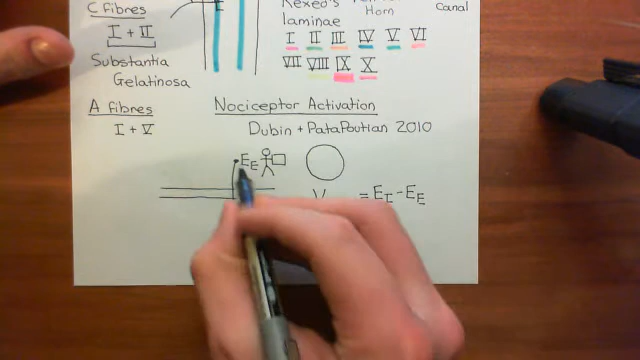 C fibres
I + II
Substantia
Gelatinosa
A fibres
I + V
Rexeo's
laminae
Horn
Canal
I II III IV V VI
VII VIII IX X
Nociceptor Activation
Dubin + Patapoutian 2010
E_E
V = E_I - E_E